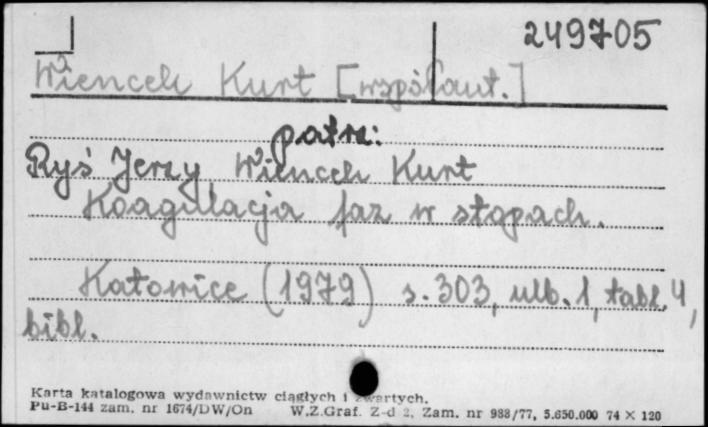 249705
Wiencek Kurt [współaut.]
patrz:
Ryś Jerzy Wiencek Kurt
Koagulacja faz w stopach.
Katowice (1979) s. 303, nlb. 1, tabl. 4,
bibl.
Karta katalogowa wydawnictw ciągłych i zwartych.
Pu-B-144 zam. nr 1674/DW/On W.Z.Graf. Z-d 2, Zam. nr 988/77, 5.650.000 74 × 120